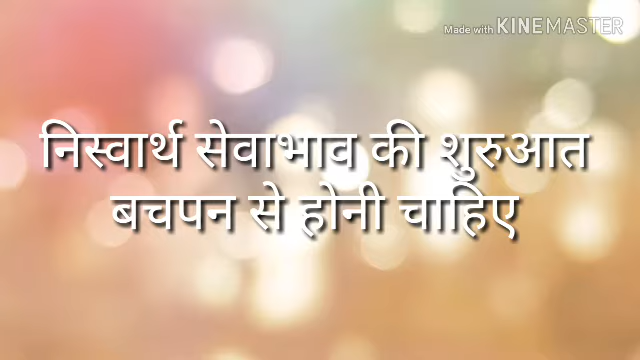 Made with KINEMASTER
निस्वार्थ सेवाभाव की शुरुआत
बचपन से होनी चाहिए